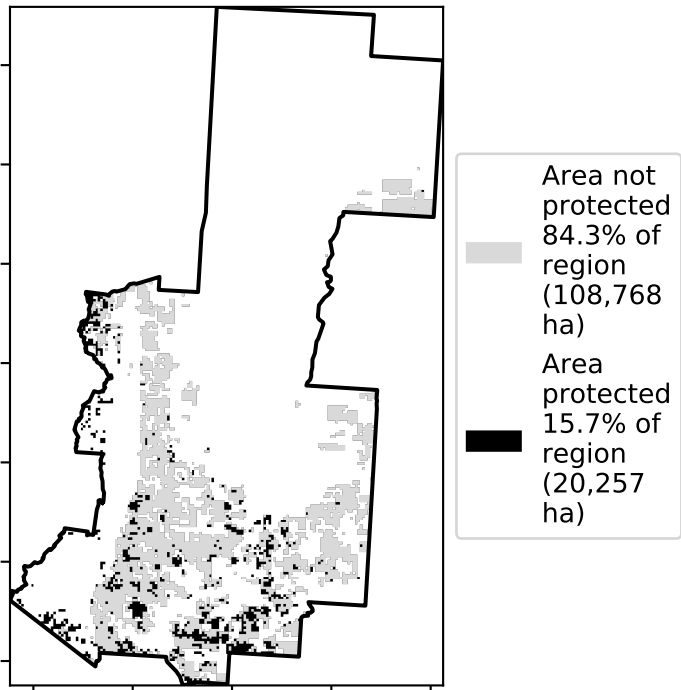 Area not
protected
84.3% of
region
(108,768
ha)
Area
protected
15.7% of
region
(20,257
ha)